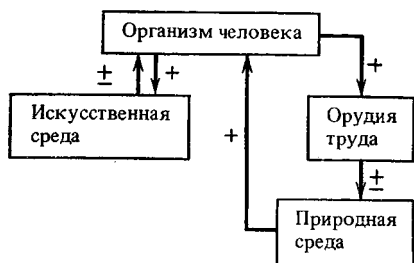 Организм человека
±
+
+
Искусственная
среда
+
Орудия
труда
±
Природная
среда